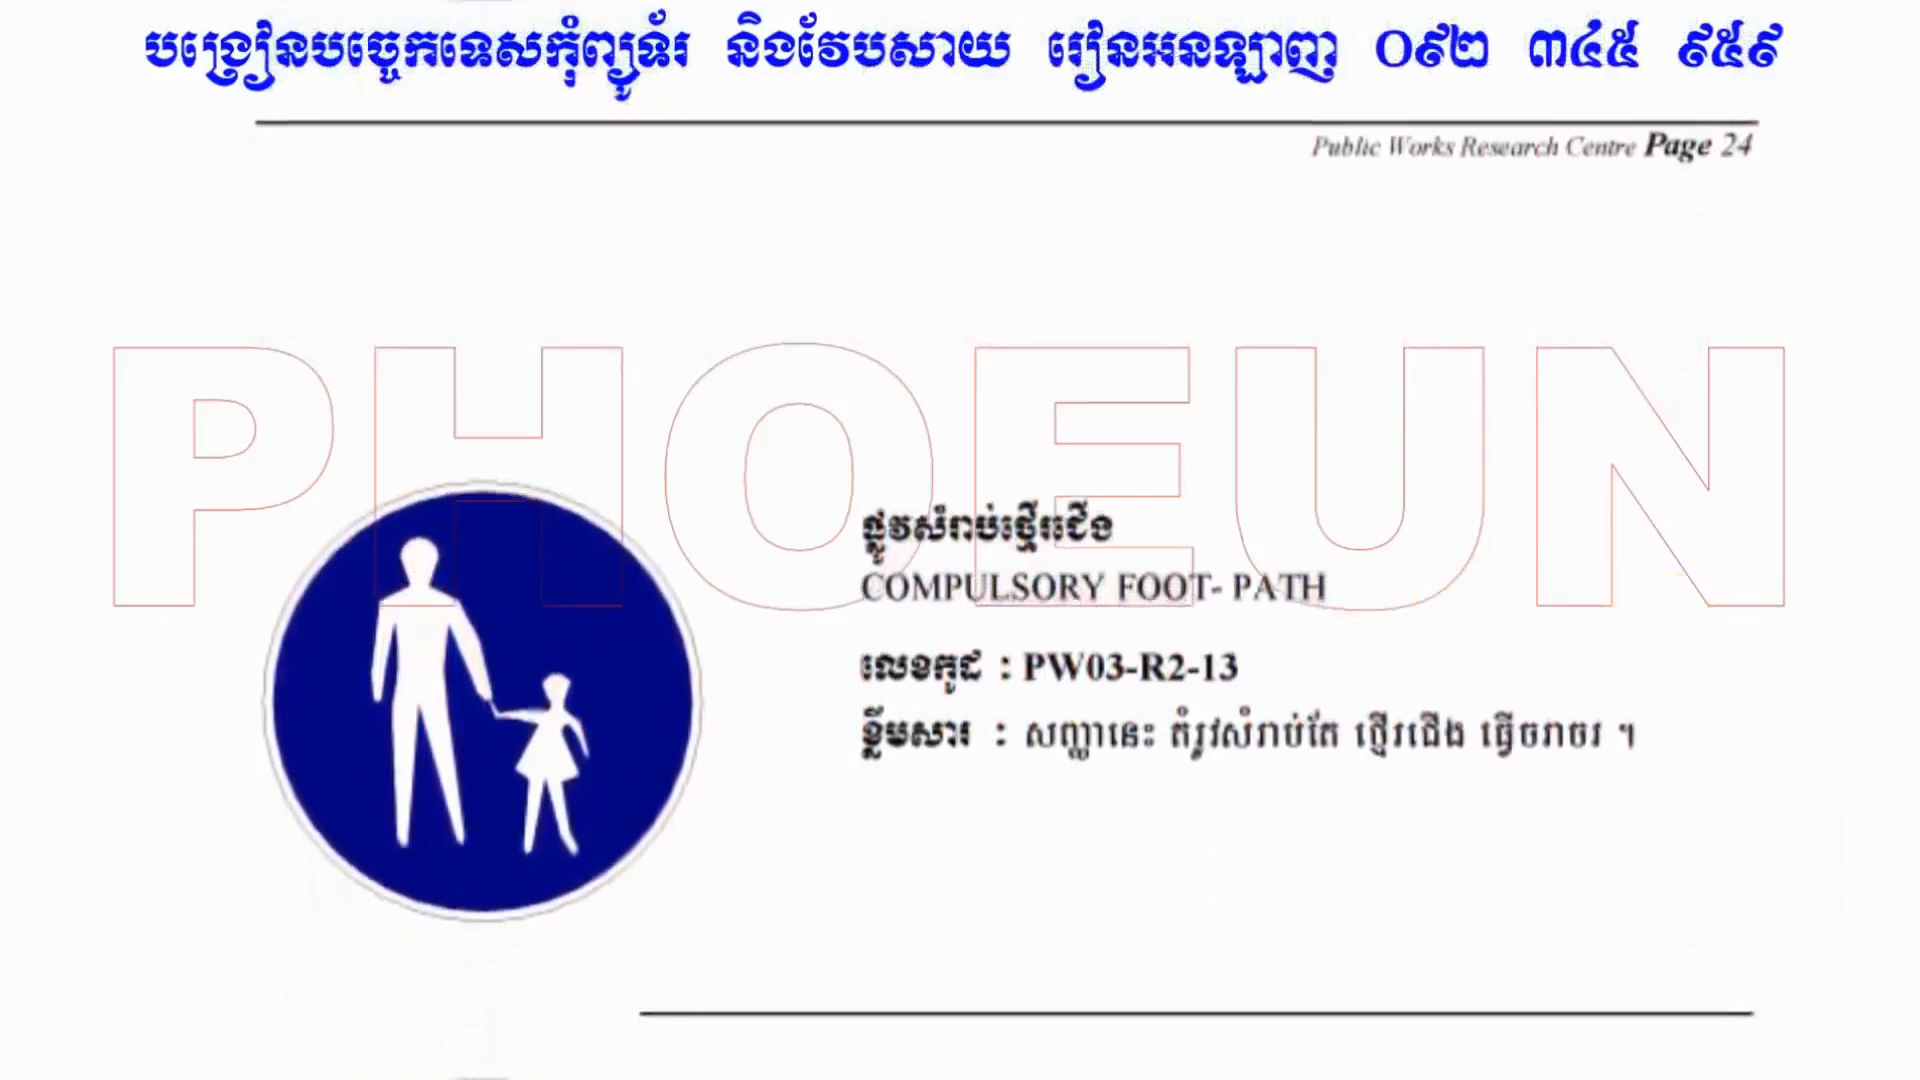 បង្រៀនបច្ចេកទេសកុំព្យូទ័រ និងវែបសាយ រៀនអនឡាញ ០៩២ ៣៤៥ ៩៥៩
Public Works Research Centre Page 24
PHOEUN
ផ្លូវសំរាប់ថ្មើរជើង
COMPULSORY FOOT- PATH
លេខកូដ : PW03-R2-13
ខ្លឹមសារ : សញ្ញានេះ តំរូវសំរាប់តែ ថ្មើរជើង ធ្វើចរាចរ ។